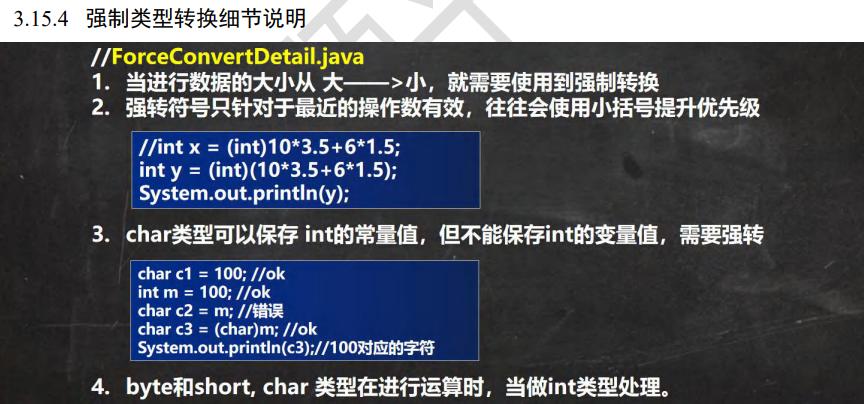 3.15.4 强制类型转换细节说明
//ForceConvertDetail.java
1. 当进行数据的大小从 大——>小，就需要使用到强制转换
2. 强转符号只针对于最近的操作数有效，往往会使用小括号提升优先级
//int x = (int)10*3.5+6*1.5;
int y = (int)(10*3.5+6*1.5);
System.out.println(y);
3. char类型可以保存 int的常量值，但不能保存int的变量值，需要强转
char c1 = 100; //ok
int m = 100; //ok
char c2 = m; //错误
char c3 = (char)m; //ok
System.out.println(c3);//100对应的字符
4. byte和short, char 类型在进行运算时，当做int类型处理。